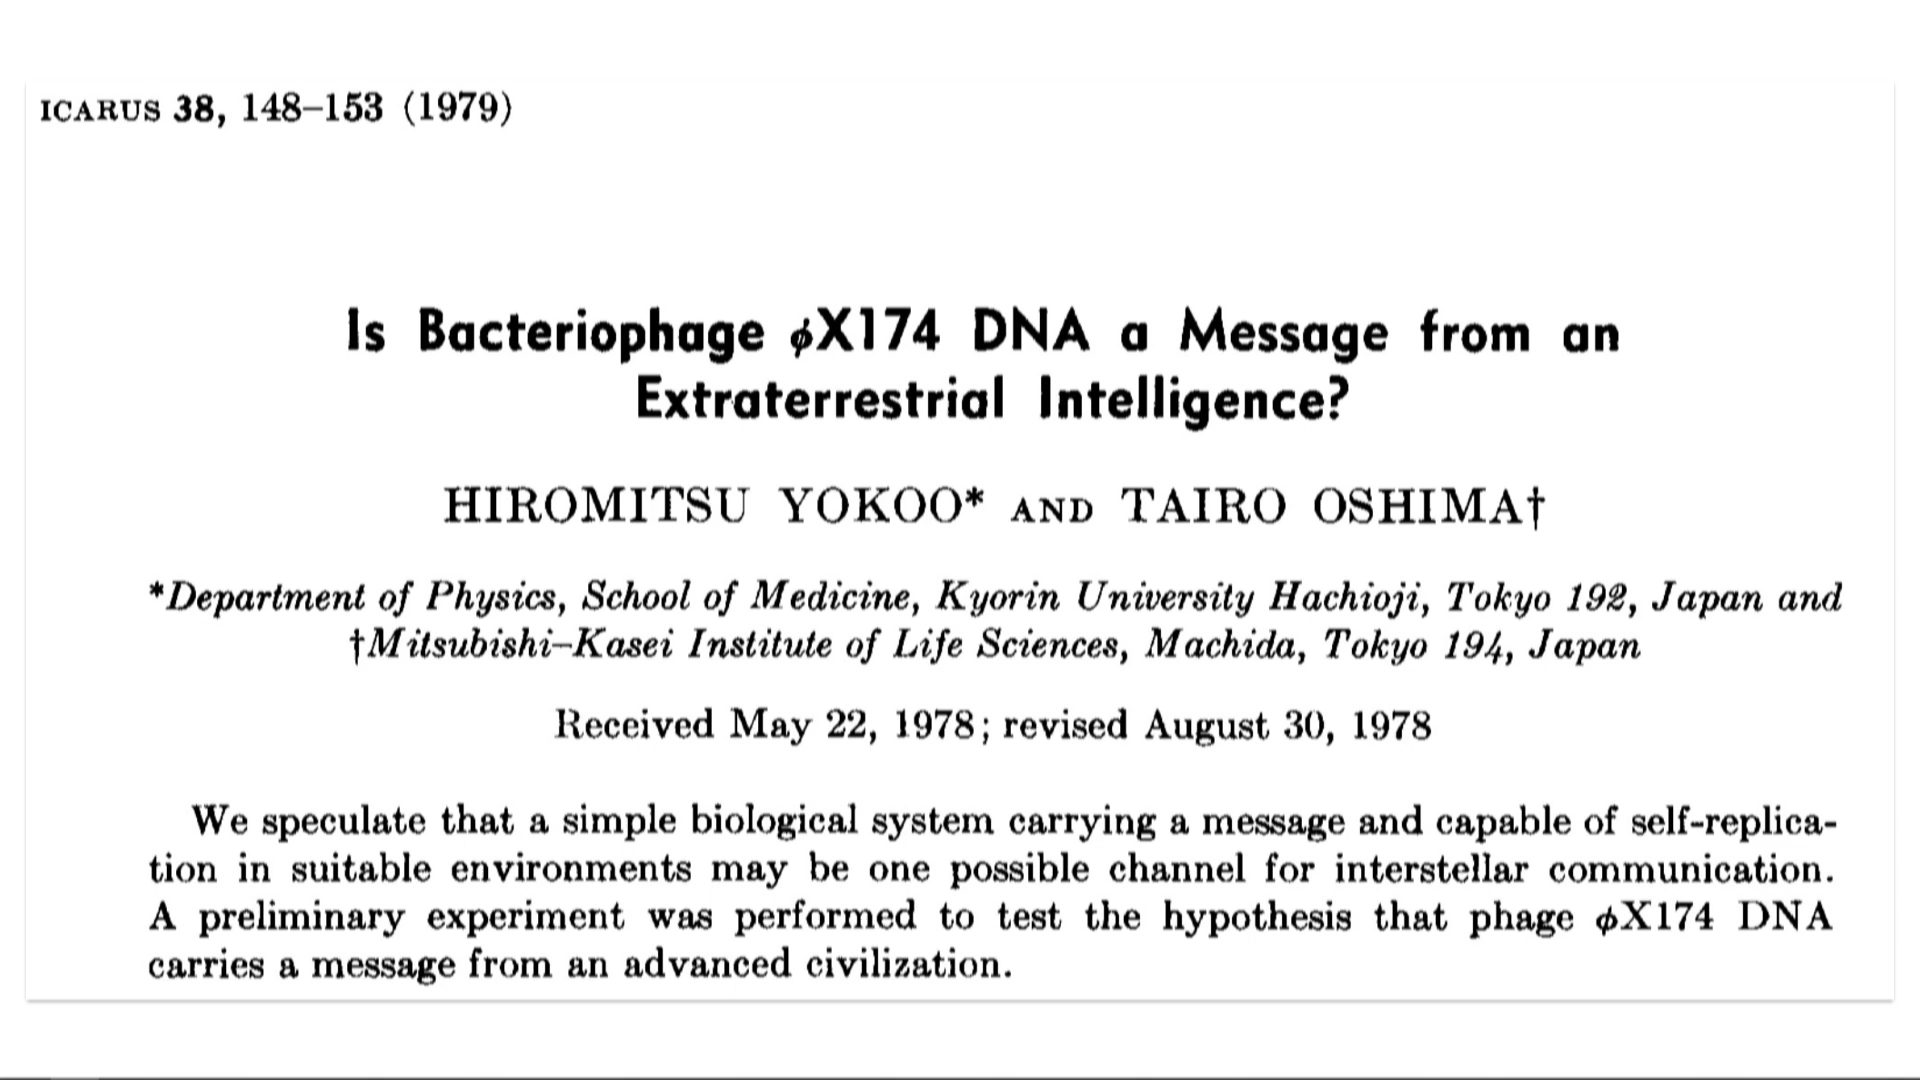 ICARUS 38, 148–153 (1979)
Is Bacteriophage ϕX174 DNA a Message from an
Extraterrestrial Intelligence?
HIROMITSU YOKOO* AND TAIRO OSHIMA†
*Department of Physics, School of Medicine, Kyorin University Hachioji, Tokyo 192, Japan and
†Mitsubishi–Kasei Institute of Life Sciences, Machida, Tokyo 194, Japan
Received May 22, 1978; revised August 30, 1978
We speculate that a simple biological system carrying a message and capable of self-replica-
tion in suitable environments may be one possible channel for interstellar communication.
A preliminary experiment was performed to test the hypothesis that phage ϕX174 DNA
carries a message from an advanced civilization.